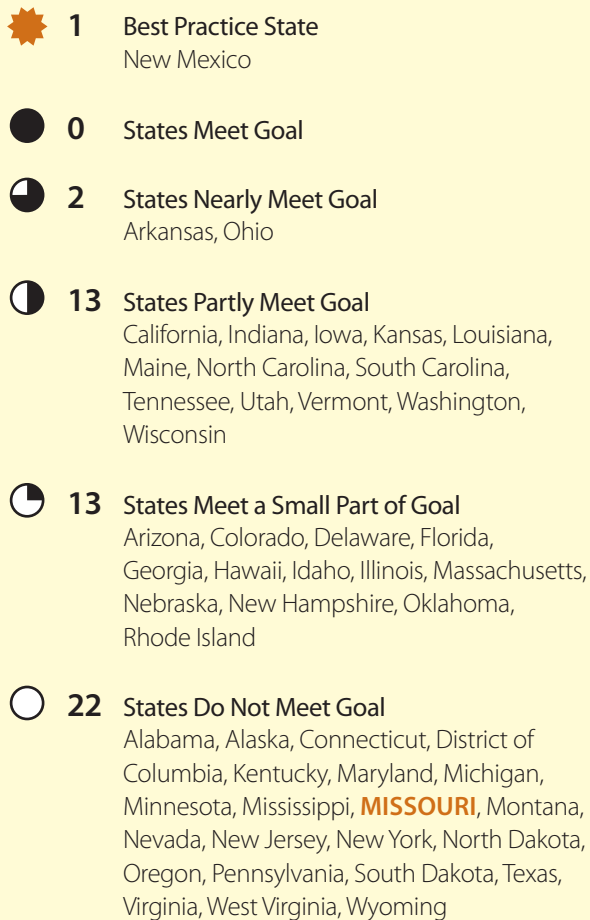 1 Best Practice State
New Mexico
0 States Meet Goal
2 States Nearly Meet Goal
Arkansas, Ohio
13 States Partly Meet Goal
California, Indiana, Iowa, Kansas, Louisiana,
Maine, North Carolina, South Carolina,
Tennessee, Utah, Vermont, Washington,
Wisconsin
13 States Meet a Small Part of Goal
Arizona, Colorado, Delaware, Florida,
Georgia, Hawaii, Idaho, Illinois, Massachusetts,
Nebraska, New Hampshire, Oklahoma,
Rhode Island
22 States Do Not Meet Goal
Alabama, Alaska, Connecticut, District of
Columbia, Kentucky, Maryland, Michigan,
Minnesota, Mississippi, MISSOURI, Montana,
Nevada, New Jersey, New York, North Dakota,
Oregon, Pennsylvania, South Dakota, Texas,
Virginia, West Virginia, Wyoming